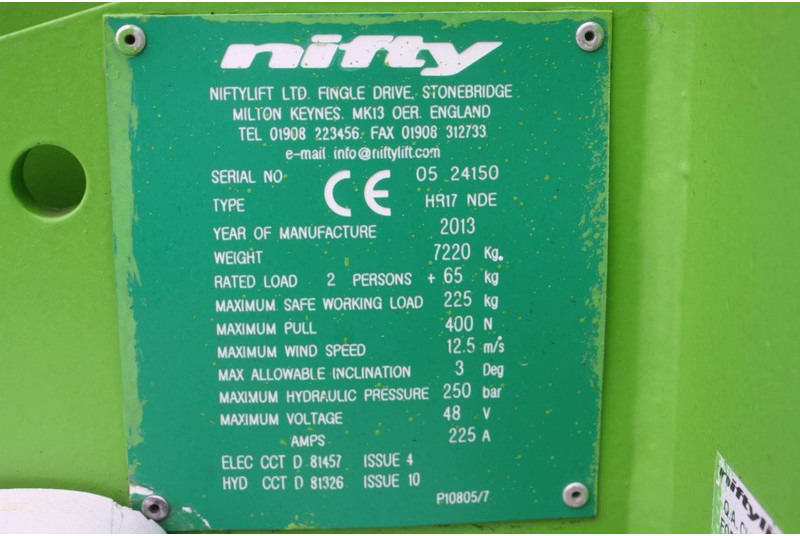 nifty
NIFTYLIFT LTD. FINGLE DRIVE, STONEBRIDGE
MILTON KEYNES. MK13 OER. ENGLAND
TEL 01908 223456. FAX 01908 312733
e-mail info@niftylift.com
SERIAL NO CE 05 24150
TYPE HR17 NDE
YEAR OF MANUFACTURE 2013
WEIGHT 7220 Kg.
RATED LOAD 2 PERSONS + 65 kg
MAXIMUM SAFE WORKING LOAD 225 kg
MAXIMUM PULL 400 N
MAXIMUM WIND SPEED 12.5 m/s
MAX ALLOWABLE INCLINATION 3 Deg
MAXIMUM HYDRAULIC PRESSURE 250 bar
MAXIMUM VOLTAGE 48 V
AMPS 225 A
ELEC CCT D 81457 ISSUE 4
HYD CCT D 81326 ISSUE 10
P10805/7
niftylif
Q.A.